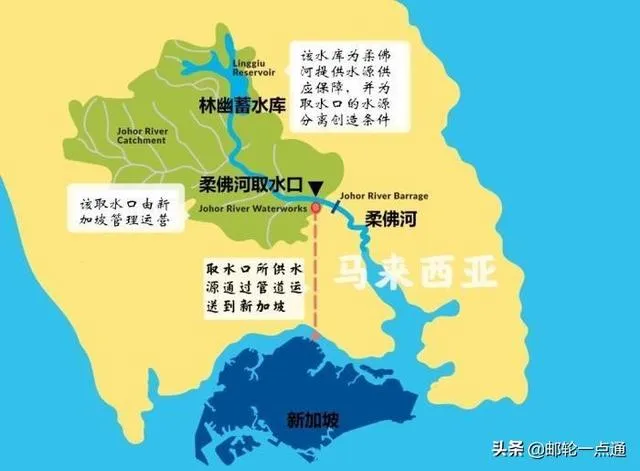 Linggiu
Reservoir
林幽蓄水库
该水库为柔佛
河提供水源供
应保障，并为
取水口的水源
分离创造条件
Johor River
Catchment
柔佛河取水口
Johor River Waterworks
Johor River Barrage
柔佛河
该取水口由新
加坡管理运营
马来西亚
取水口所供水
源通过管道运
送到新加坡
新加坡
头条 @邮轮一点通